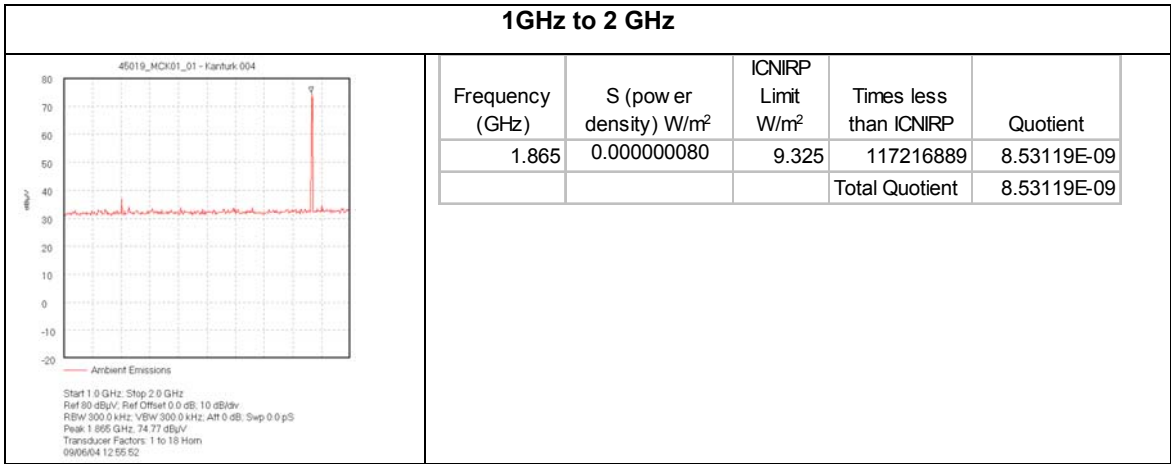 1GHz to 2 GHz
45019_MCK01_01 - Kanturk 004
80
70
60
50
40
30
20
10
0
-10
-20
dBµV
Ambient Emissions
Start 1.0 GHz; Stop 2.0 GHz
Ref 80 dBµV; Ref Offset 0.0 dB; 10 dB/div
RBW 300.0 kHz; VBW 300.0 kHz; Att 0 dB; Swp 0.0 pS
Peak 1.865 GHz, 74.77 dBµV
Transducer Factors: 1 to 18 Horn
09/06/04 12:55:52
Frequency (GHz) S (pow er density) W/m² ICNIRP Limit W/m² Times less than ICNIRP Quotient
1.865 0.000000080 9.325 117216889 8.53119E-09
Total Quotient 8.53119E-09